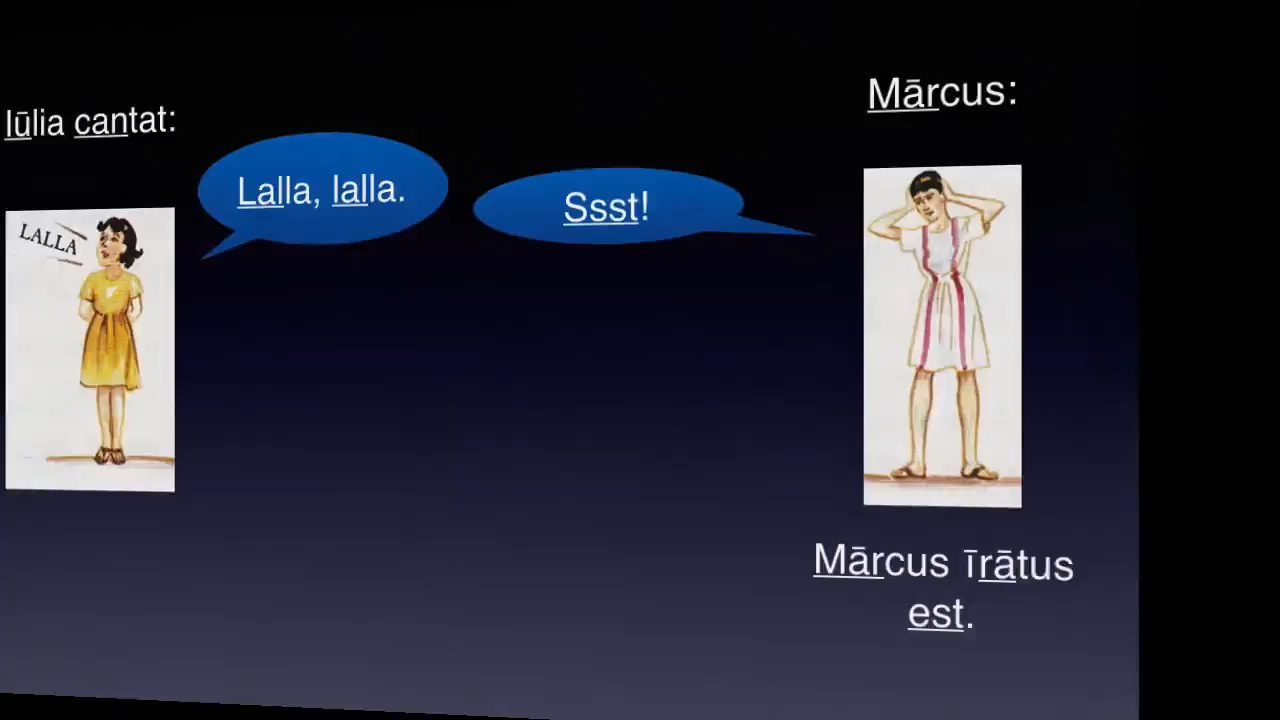 Iūlia cantat:
Lalla, lalla.
LALLA
Mārcus:
Ssst!
Mārcus īrātus
est.